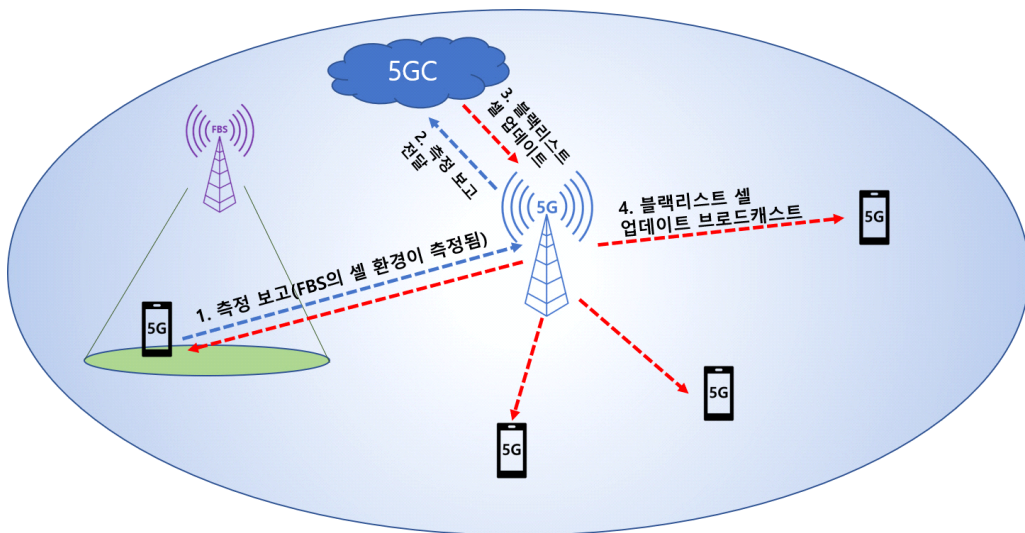 5GC
FBS
3. 블랙리스트
셀 업데이트
2. 측정 보고
전달
5G
4. 블랙리스트 셀
업데이트 브로드캐스트
5G
1. 측정 보고(FBS의 셀 환경이 측정됨)
5G
5G
5G